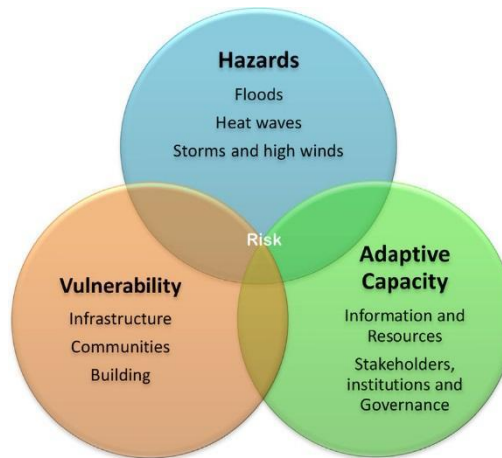 Hazards
Floods
Heat waves
Storms and high winds
Risk
Vulnerability
Infrastructure
Communities
Building
Adaptive
Capacity
Information and
Resources
Stakeholders,
institutions and
Governance